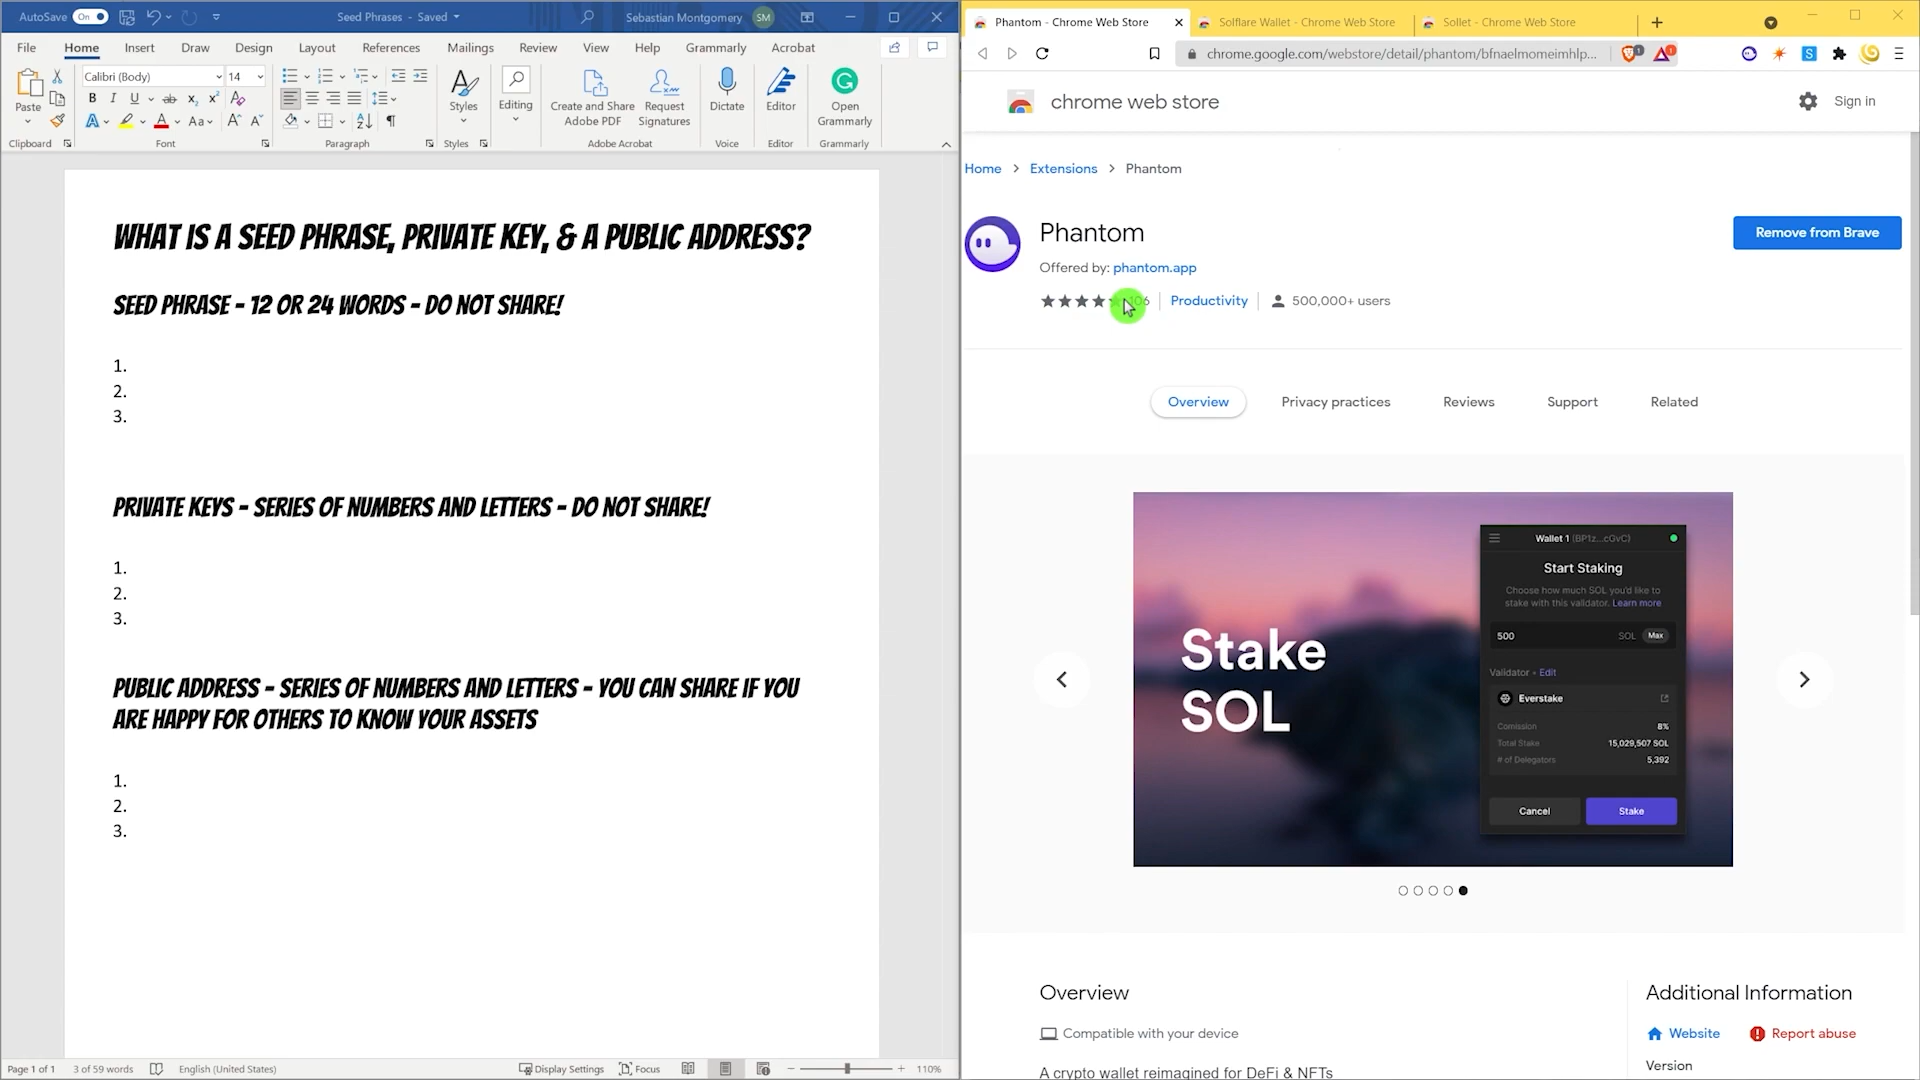 AutoSave On
Seed Phrases - Saved
Sebastian Montgomery SM
File Home Insert Draw Design Layout References Mailings Review View Help Grammarly Acrobat
Paste
Calibri (Body) 14
B I U ab x₂ x²
A A Aa A A
Styles
Editing
Create and Share Adobe PDF
Request Signatures
Dictate
Editor
Open Grammarly
Clipboard Font Paragraph Styles Adobe Acrobat Voice Editor Grammarly
WHAT IS A SEED PHRASE, PRIVATE KEY, & A PUBLIC ADDRESS?
SEED PHRASE - 12 OR 24 WORDS - DO NOT SHARE!
1.
2.
3.
PRIVATE KEYS - SERIES OF NUMBERS AND LETTERS - DO NOT SHARE!
1.
2.
3.
PUBLIC ADDRESS - SERIES OF NUMBERS AND LETTERS - YOU CAN SHARE IF YOU
ARE HAPPY FOR OTHERS TO KNOW YOUR ASSETS
1.
2.
3.
Page 1 of 1 3 of 59 words English (United States) Display Settings Focus 110%
Phantom - Chrome Web Store
Solflare Wallet - Chrome Web Store
Sollet - Chrome Web Store
chrome.google.com/webstore/detail/phantom/bfnaelmomeimhlp...
chrome web store
Sign in
Home > Extensions > Phantom
Phantom
Remove from Brave
Offered by: phantom.app
Productivity
500,000+ users
Overview Privacy practices Reviews Support Related
Stake
SOL
Wallet 1 (BP1z...cGvC)
Start Staking
Choose how much SOL you'd like to
stake with this validator. Learn more
500 SOL Max
Validator • Edit
Everstake
Comission 8%
Total Stake 15,029,507 SOL
# of Delegators 5,392
Cancel Stake
Overview
Compatible with your device
A crypto wallet reimagined for DeFi & NFTs
Additional Information
Website Report abuse
Version